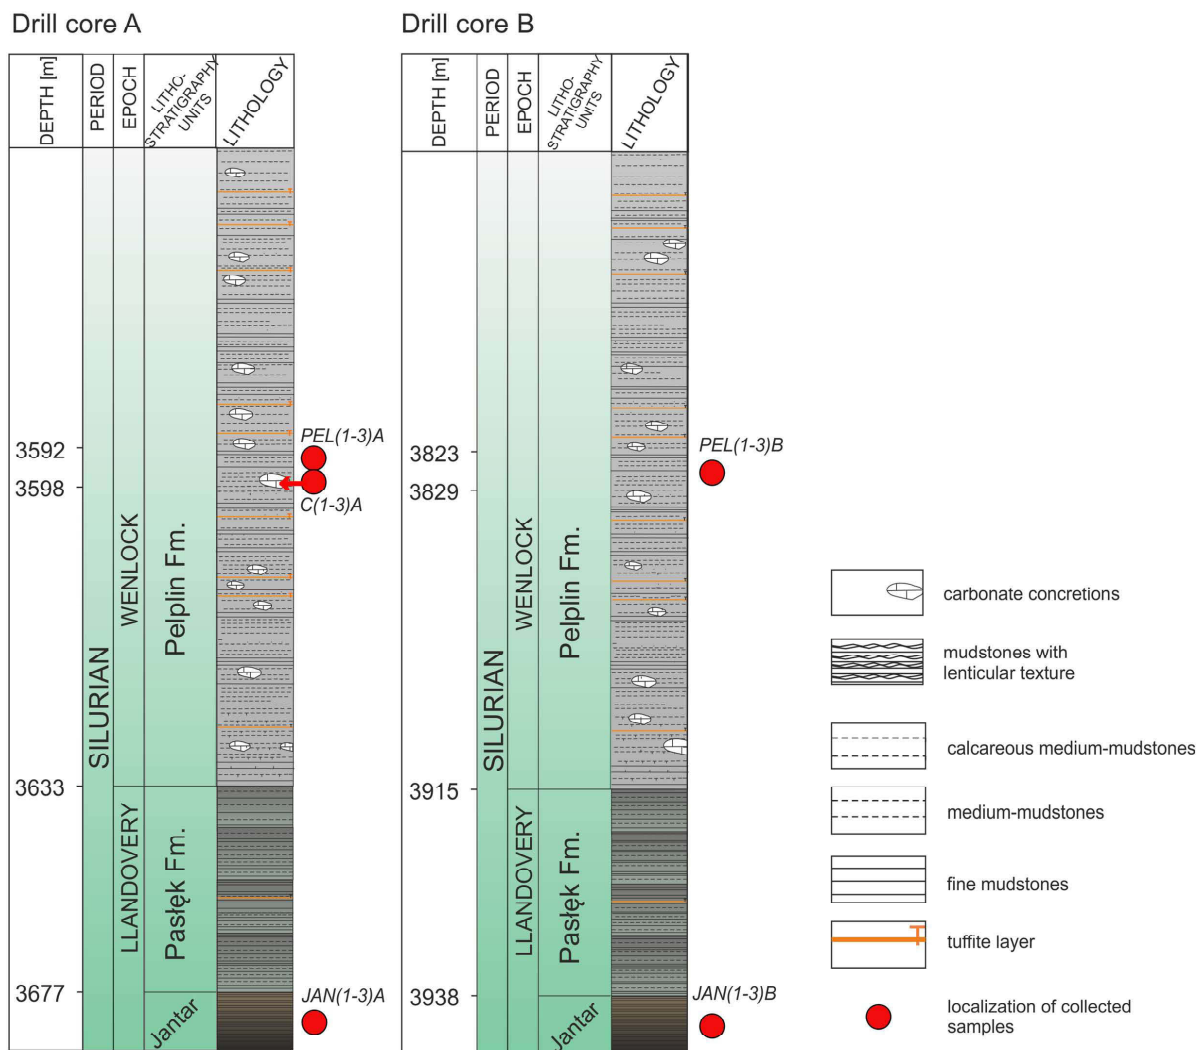 Drill core A
DEPTH [m]
PERIOD
EPOCH
LITHO-
STRATIGRAPHY
UNITS
LITHOLOGY
3592
3598
3633
3677
SILURIAN
WENLOCK
LLANDOVERY
Pelplin Fm.
Pasłęk Fm.
Jantar
PEL(1-3)A
C(1-3)A
JAN(1-3)A
Drill core B
DEPTH [m]
PERIOD
EPOCH
LITHO-
STRATIGRAPHY
UNITS
LITHOLOGY
3823
3829
3915
3938
SILURIAN
WENLOCK
LLANDOVERY
Pelplin Fm.
Pasłęk Fm.
Jantar
PEL(1-3)B
JAN(1-3)B
carbonate concretions
mudstones with
lenticular texture
calcareous medium-mudstones
medium-mudstones
fine mudstones
tuffite layer
localization of collected
samples